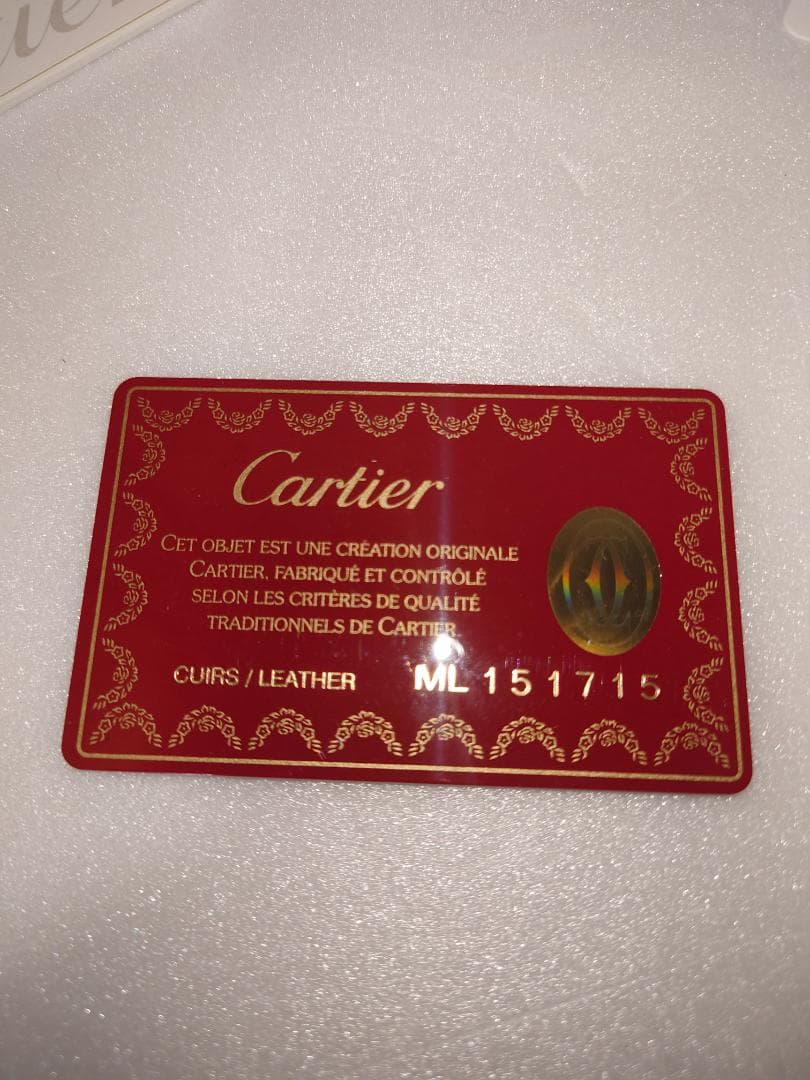 Cartier
CET OBJET EST UNE CRÉATION ORIGINALE
CARTIER, FABRIQUÉ ET CONTRÔLÉ
SELON LES CRITÈRES DE QUALITÉ
TRADITIONNELS DE CARTIER.
CUIRS / LEATHER ML 151715